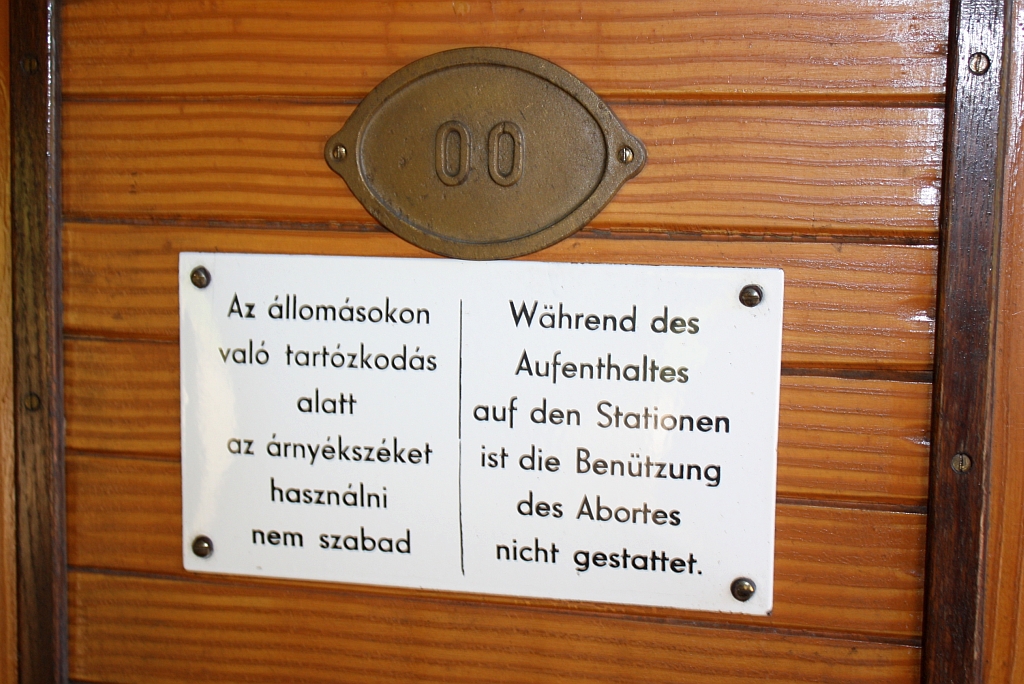 00
Az állomásokon
való tartózkodás
alatt
az árnyékszéket
használni
nem szabad
Während des
Aufenthaltes
auf den Stationen
ist die Benützung
des Abortes
nicht gestattet.